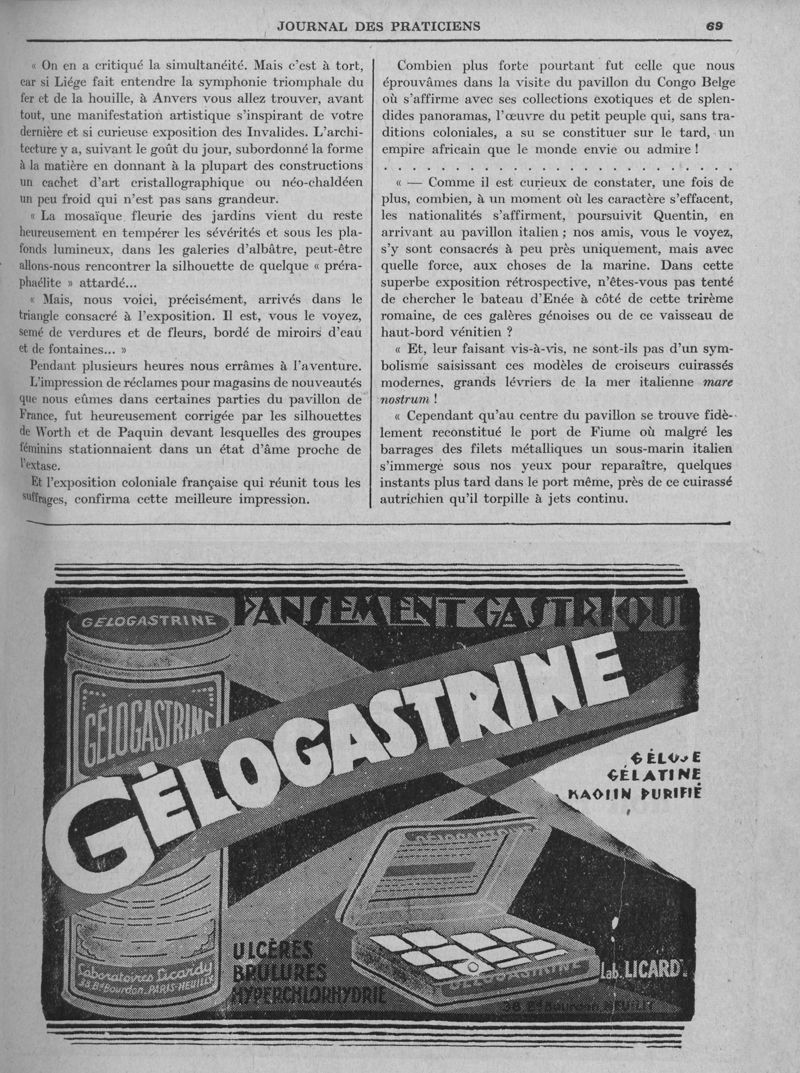 JOURNAL DES PRATICIENS 69
« On en a critiqué la simultanéité. Mais c'est à tort,
car si Liége fait entendre la symphonie triomphale du
fer et de la houille, à Anvers vous allez trouver, avant
tout, une manifestation artistique s'inspirant de votre
dernière et si curieuse exposition des Invalides. L'archi-
tecture y a, suivant le goût du jour, subordonné la forme
à la matière en donnant à la plupart des constructions
un cachet d'art cristallographique ou néo-chaldéen
un peu froid qui n'est pas sans grandeur.
« La mosaïque fleurie des jardins vient du reste
heureusement en tempérer les sévérités et sous les pla-
fonds lumineux, dans les galeries d'albâtre, peut-être
allons-nous rencontrer la silhouette de quelque « préra-
phaélite » attardé...
« Mais, nous voici, précisément, arrivés dans le
triangle consacré à l'exposition. Il est, vous le voyez,
semé de verdures et de fleurs, bordé de miroirs d'eau
et de fontaines... »
Pendant plusieurs heures nous errâmes à l'aventure.
L'impression de réclames pour magasins de nouveautés
que nous eûmes dans certaines parties du pavillon de
France, fut heureusement corrigée par les silhouettes
de Worth et de Paquin devant lesquelles des groupes
féminins stationnaient dans un état d'âme proche de
l'extase.
Et l'exposition coloniale française qui réunit tous les
suffrages, confirma cette meilleure impression.
Combien plus forte pourtant fut celle que nous
éprouvâmes dans la visite du pavillon du Congo Belge
où s'affirme avec ses collections exotiques et de splen-
dides panoramas, l'œuvre du petit peuple qui, sans tra-
ditions coloniales, a su se constituer sur le tard, un
empire africain que le monde envie ou admire !
. . . . . . . . . . . . . . . . . . . . . . . .
« — Comme il est curieux de constater, une fois de
plus, combien, à un moment où les caractère s'effacent,
les nationalités s'affirment, poursuivit Quentin, en
arrivant au pavillon italien ; nos amis, vous le voyez,
s'y sont consacrés à peu près uniquement, mais avec
quelle force, aux choses de la marine. Dans cette
superbe exposition rétrospective, n'êtes-vous pas tenté
de chercher le bateau d'Enée à côté de cette trirème
romaine, de ces galères génoises ou de ce vaisseau de
haut-bord vénitien ?
« Et, leur faisant vis-à-vis, ne sont-ils pas d'un sym-
bolisme saisissant ces modèles de croiseurs cuirassés
modernes, grands lévriers de la mer italienne mare
nostrum !
« Cependant qu'au centre du pavillon se trouve fidè-
lement reconstitué le port de Fiume où malgré les
barrages des filets métalliques un sous-marin italien
s'immerge sous nos yeux pour reparaître, quelques
instants plus tard dans le port même, près de ce cuirassé
autrichien qu'il torpille à jets continu.
PANSEMENT GASTRIQUE
GÉLOGASTRINE
GÉLOGASTRINE
GÉLOGASTRINE
GÉLOSE
GÉLATINE
KAOLIN PURIFIÉ
GÉLOGASTRINE
ULCÈRES
BRULURES
HYPERCHLORHYDRIE
GÉLOGASTRINE
Lab. LICARDY
Laboratoires Licardy
38, Bd Bourdon. PARIS-NEUILLY
38 Bd Bourdon NEUILLY